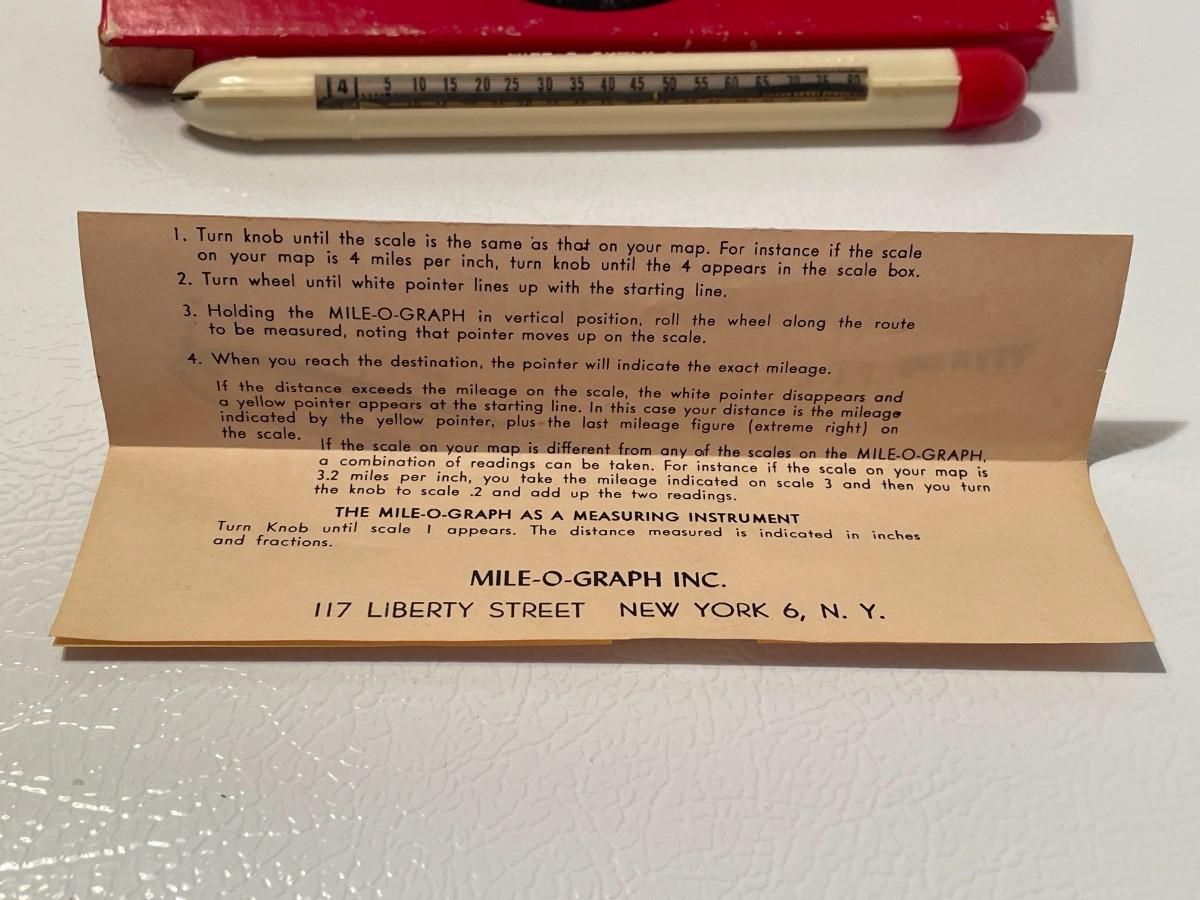 4 5 10 15 20 25 30 35 40 45 50 55 60 65 70 75 80
1. Turn knob until the scale is the same as that on your map. For instance if the scale
on your map is 4 miles per inch, turn knob until the 4 appears in the scale box.
2. Turn wheel until white pointer lines up with the starting line.
3. Holding the MILE-O-GRAPH in vertical position, roll the wheel along the route
to be measured, noting that pointer moves up on the scale.
4. When you reach the destination, the pointer will indicate the exact mileage.
If the distance exceeds the mileage on the scale, the white pointer disappears and
a yellow pointer appears at the starting line. In this case your distance is the mileage
indicated by the yellow pointer, plus the last mileage figure (extreme right) on
the scale.
If the scale on your map is different from any of the scales on the MILE-O-GRAPH,
a combination of readings can be taken. For instance if the scale on your map is
3.2 miles per inch, you take the mileage indicated on scale 3 and then you turn
the knob to scale .2 and add up the two readings.
THE MILE-O-GRAPH AS A MEASURING INSTRUMENT
Turn Knob until scale 1 appears. The distance measured is indicated in inches
and fractions.
MILE-O-GRAPH INC.
117 LIBERTY STREET NEW YORK 6, N. Y.